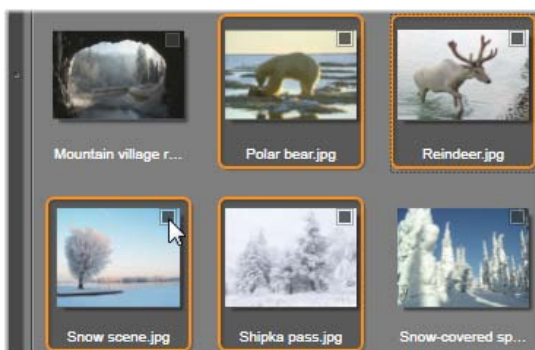 Mountain village r...
Polar bear.jpg
Reindeer.jpg
Snow scene.jpg
Shipka pass.jpg
Snow-covered sp...